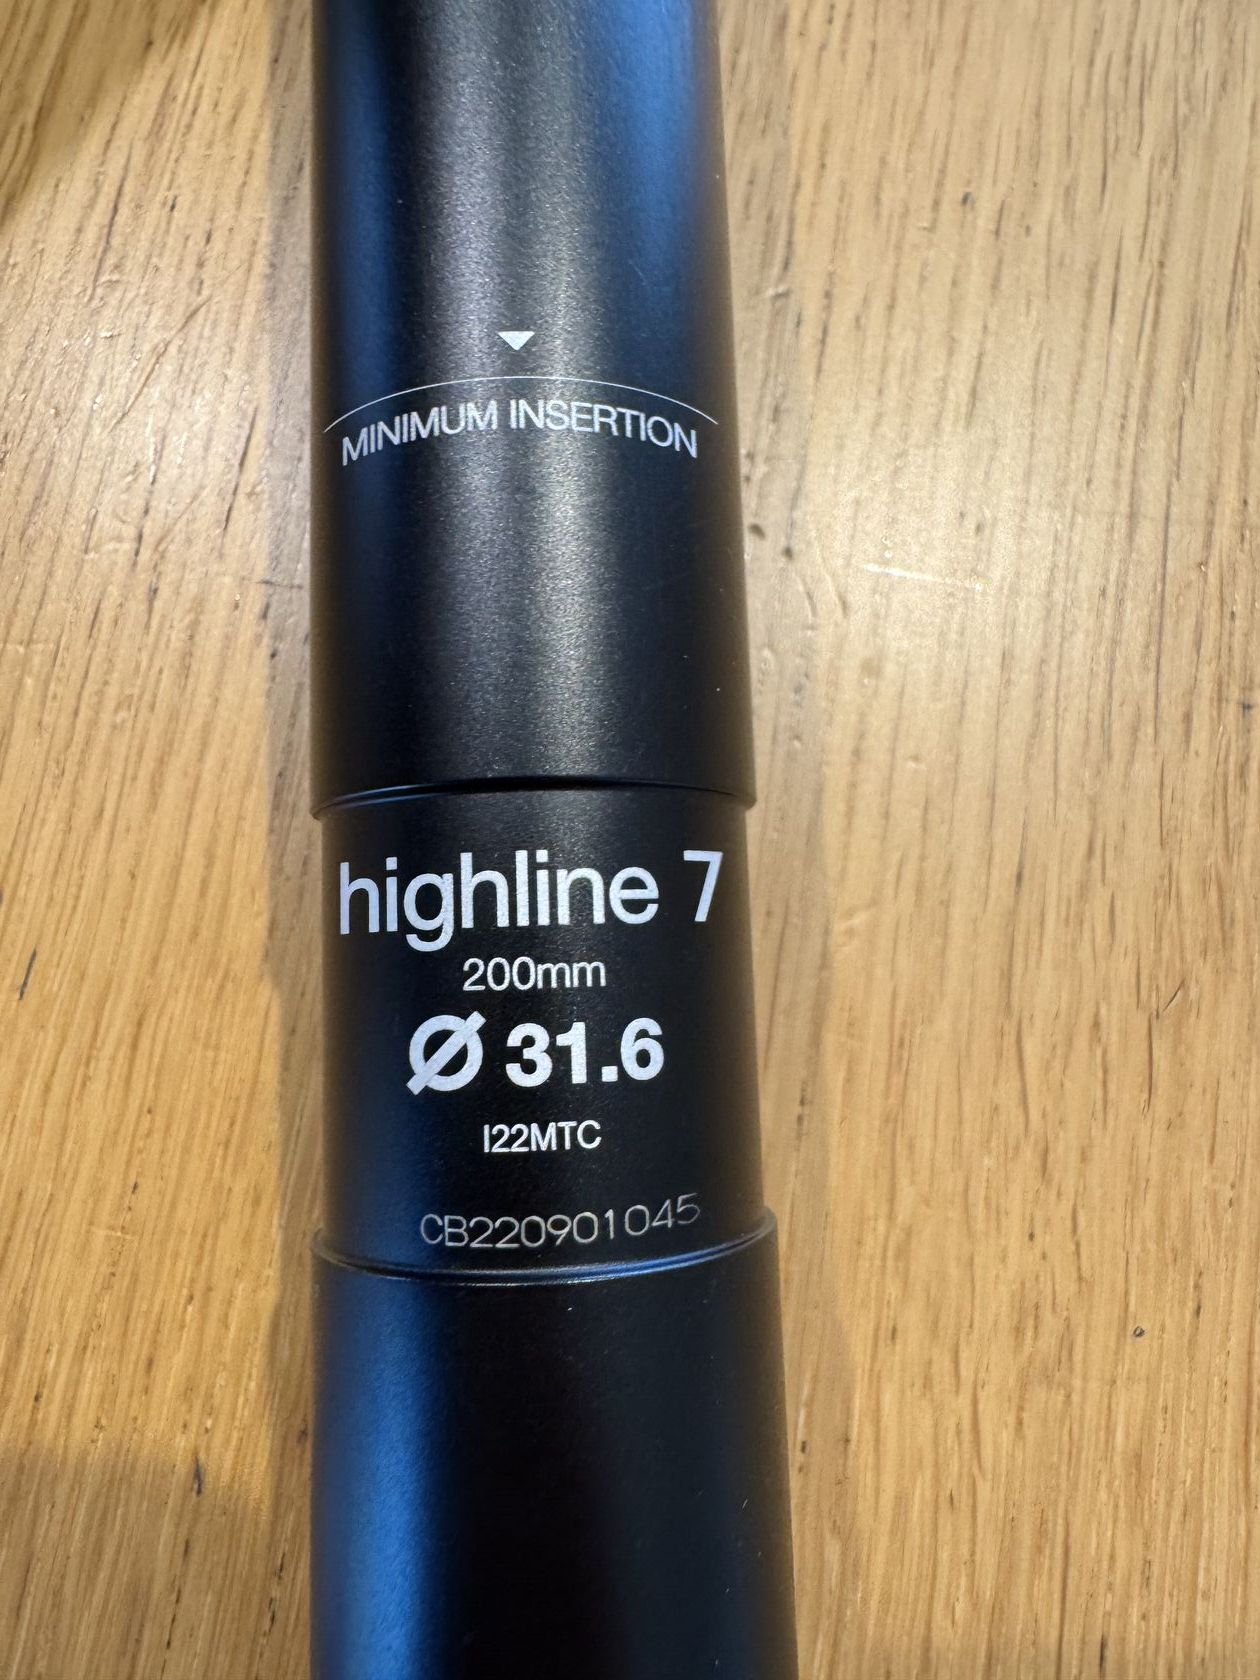 MINIMUM INSERTION
highline 7
200mm
Ø 31.6
I22MTC
CB220901045